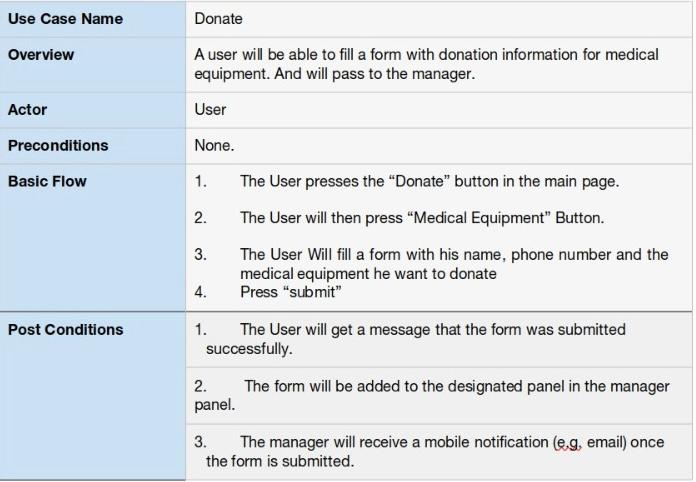 Use Case Name Donate
Overview A user will be able to fill a form with donation information for medical
equipment. And will pass to the manager.
Actor User
Preconditions None.
Basic Flow 1. The User presses the “Donate” button in the main page.
2. The User will then press “Medical Equipment” Button.
3. The User Will fill a form with his name, phone number and the
medical equipment he want to donate
4. Press “submit”
Post Conditions 1. The User will get a message that the form was submitted
successfully.
2. The form will be added to the designated panel in the manager
panel.
3. The manager will receive a mobile notification (e.g. email) once
the form is submitted.